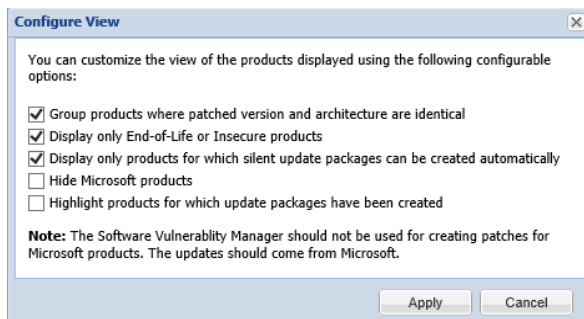 Configure View
You can customize the view of the products displayed using the following configurable
options:
Group products where patched version and architecture are identical
Display only End-of-Life or Insecure products
Display only products for which silent update packages can be created automatically
Hide Microsoft products
Highlight products for which update packages have been created
Note: The Software Vulnerablity Manager should not be used for creating patches for
Microsoft products. The updates should come from Microsoft.
Apply Cancel